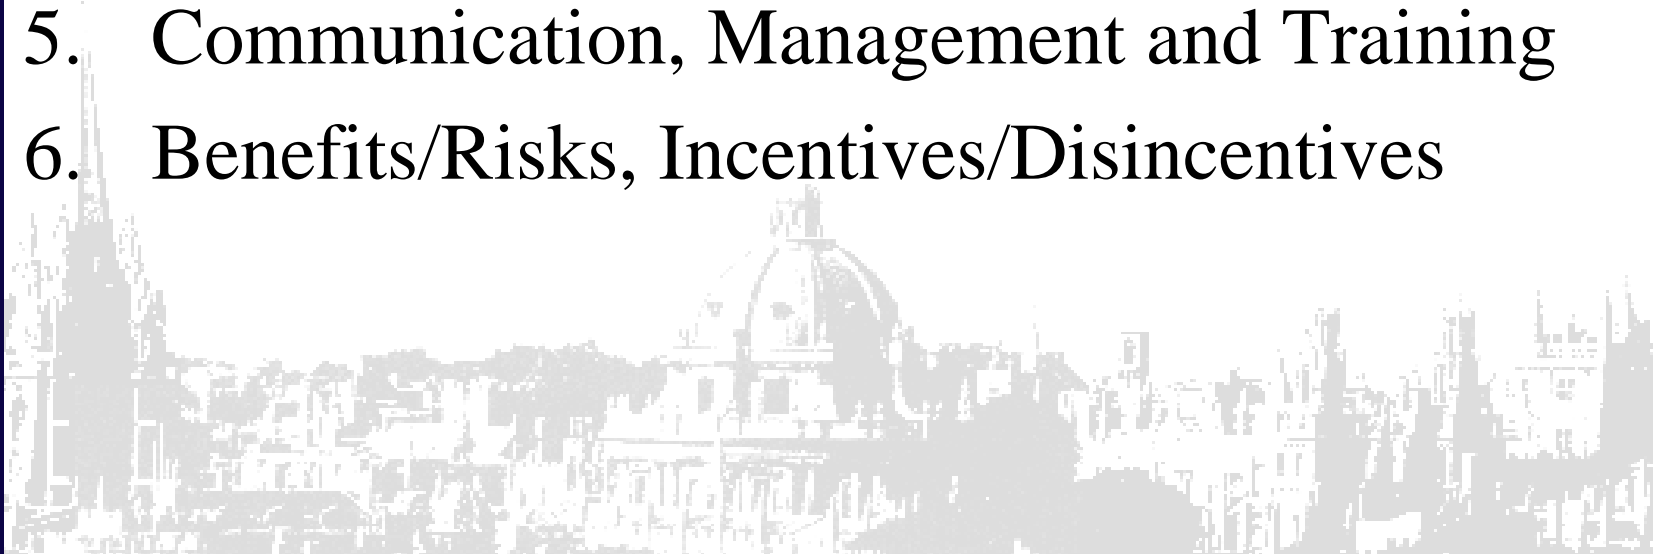 5. Communication, Management and Training
6. Benefits/Risks, Incentives/Disincentives